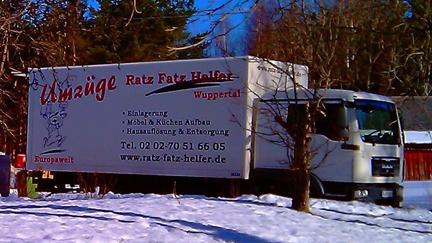 Umzüge Ratz Fatz Helfer
Wuppertal
• Einlagerung
• Möbel & Küchen Aufbau
• Hausauflösung & Entsorgung
Tel. 02 02-70 51 66 05
www.ratz-fatz-helfer.de
Europaweit